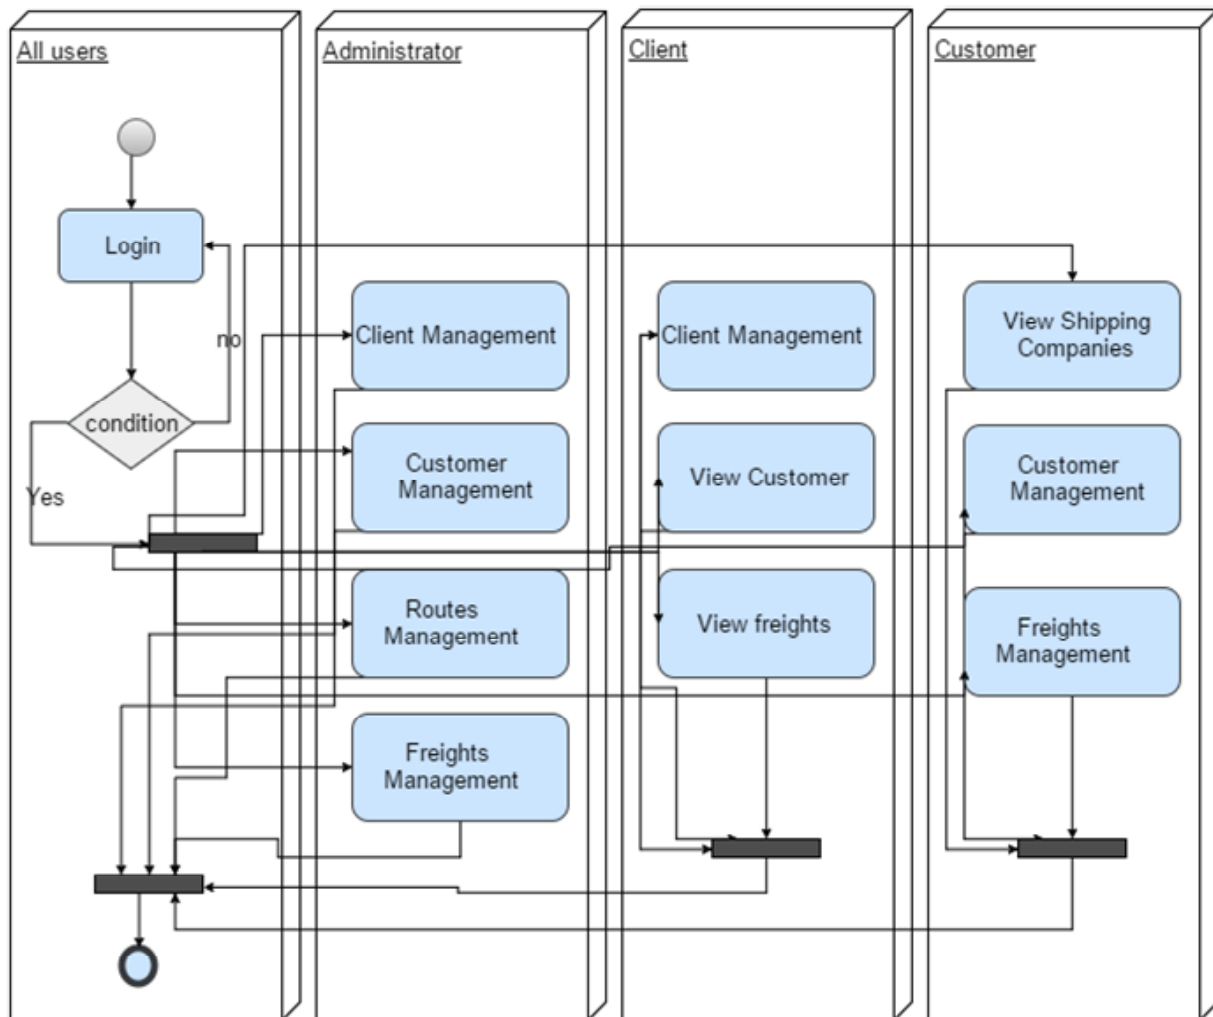 All users
Administrator
Client
Customer
Login
no
condition
Yes
Client Management
Customer
Management
Routes
Management
Freights
Management
Client Management
View Customer
View freights
View Shipping
Companies
Customer
Management
Freights
Management